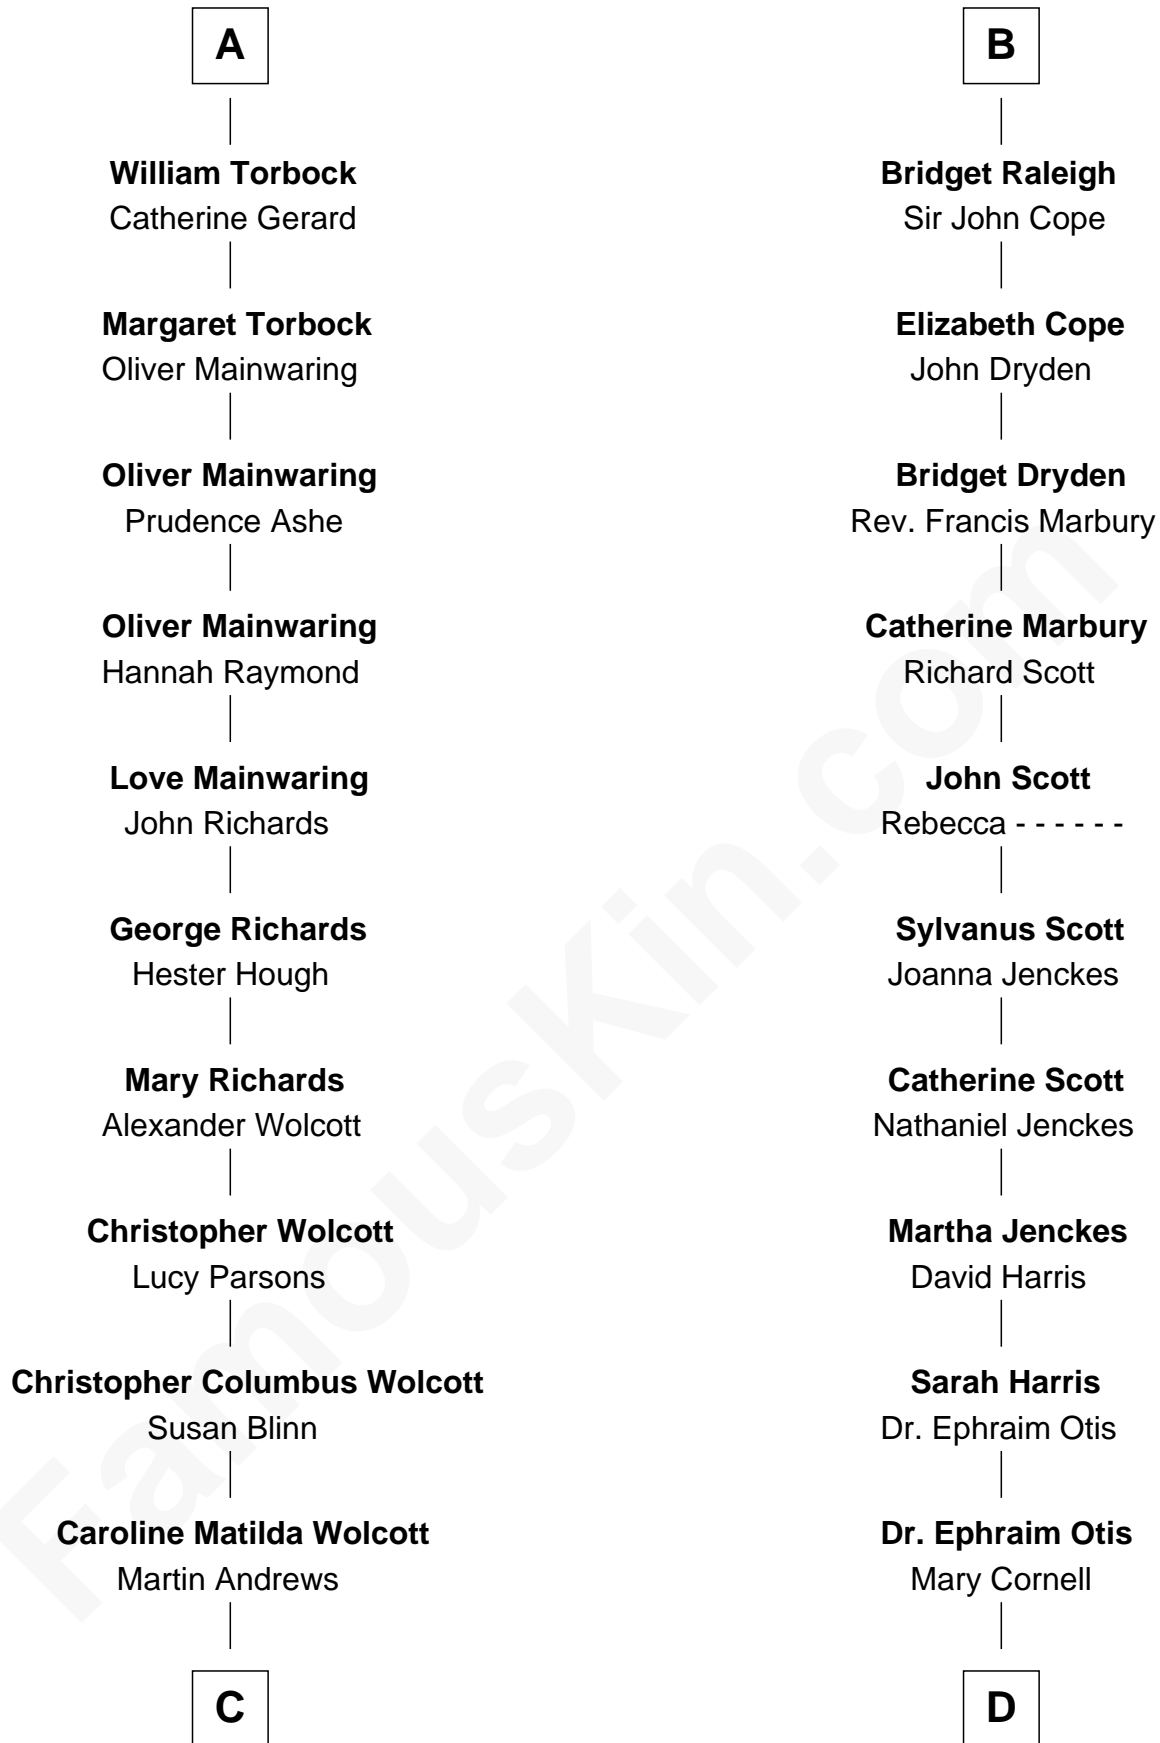 A
William Torbock
Catherine Gerard
Margaret Torbock
Oliver Mainwaring
Oliver Mainwaring
Prudence Ashe
Oliver Mainwaring
Hannah Raymond
Love Mainwaring
John Richards
George Richards
Hester Hough
Mary Richards
Alexander Wolcott
Christopher Wolcott
Lucy Parsons
Christopher Columbus Wolcott
Susan Blinn
Caroline Matilda Wolcott
Martin Andrews
C
B
Bridget Raleigh
Sir John Cope
Elizabeth Cope
John Dryden
Bridget Dryden
Rev. Francis Marbury
Catherine Marbury
Richard Scott
John Scott
Rebecca - - - - - -
Sylvanus Scott
Joanna Jenckes
Catherine Scott
Nathaniel Jenckes
Martha Jenckes
David Harris
Sarah Harris
Dr. Ephraim Otis
Dr. Ephraim Otis
Mary Cornell
D
FamousKin.com